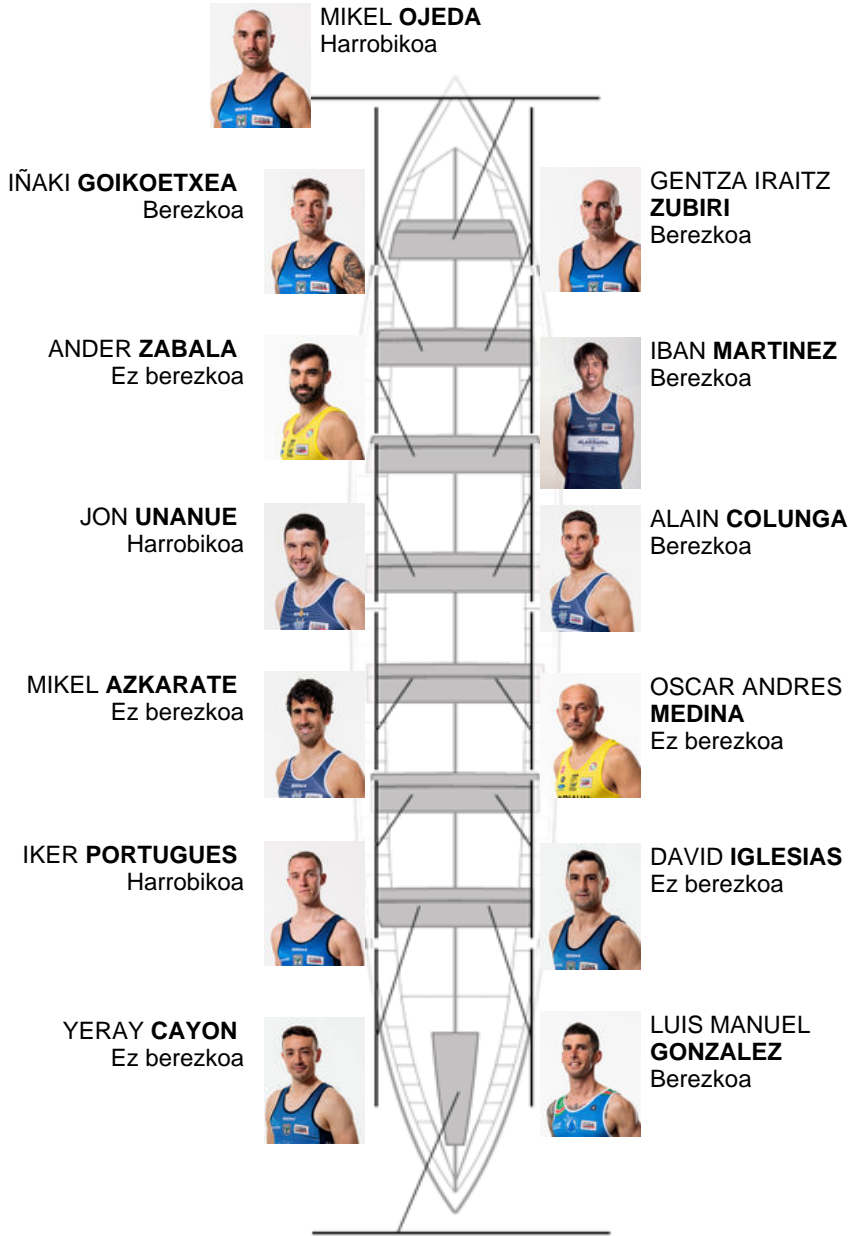 MIKEL OJEDA
Harrobikoa
IÑAKI GOIKOETXEA
Berezkoa
GENTZA IRAITZ
ZUBIRI
Berezkoa
ANDER ZABALA
Ez berezkoa
IBAN MARTINEZ
Berezkoa
JON UNANUE
Harrobikoa
ALAIN COLUNGA
Berezkoa
MIKEL AZKARATE
Ez berezkoa
OSCAR ANDRES
MEDINA
Ez berezkoa
IKER PORTUGUES
Harrobikoa
DAVID IGLESIAS
Ez berezkoa
YERAY CAYON
Ez berezkoa
LUIS MANUEL
GONZALEZ
Berezkoa